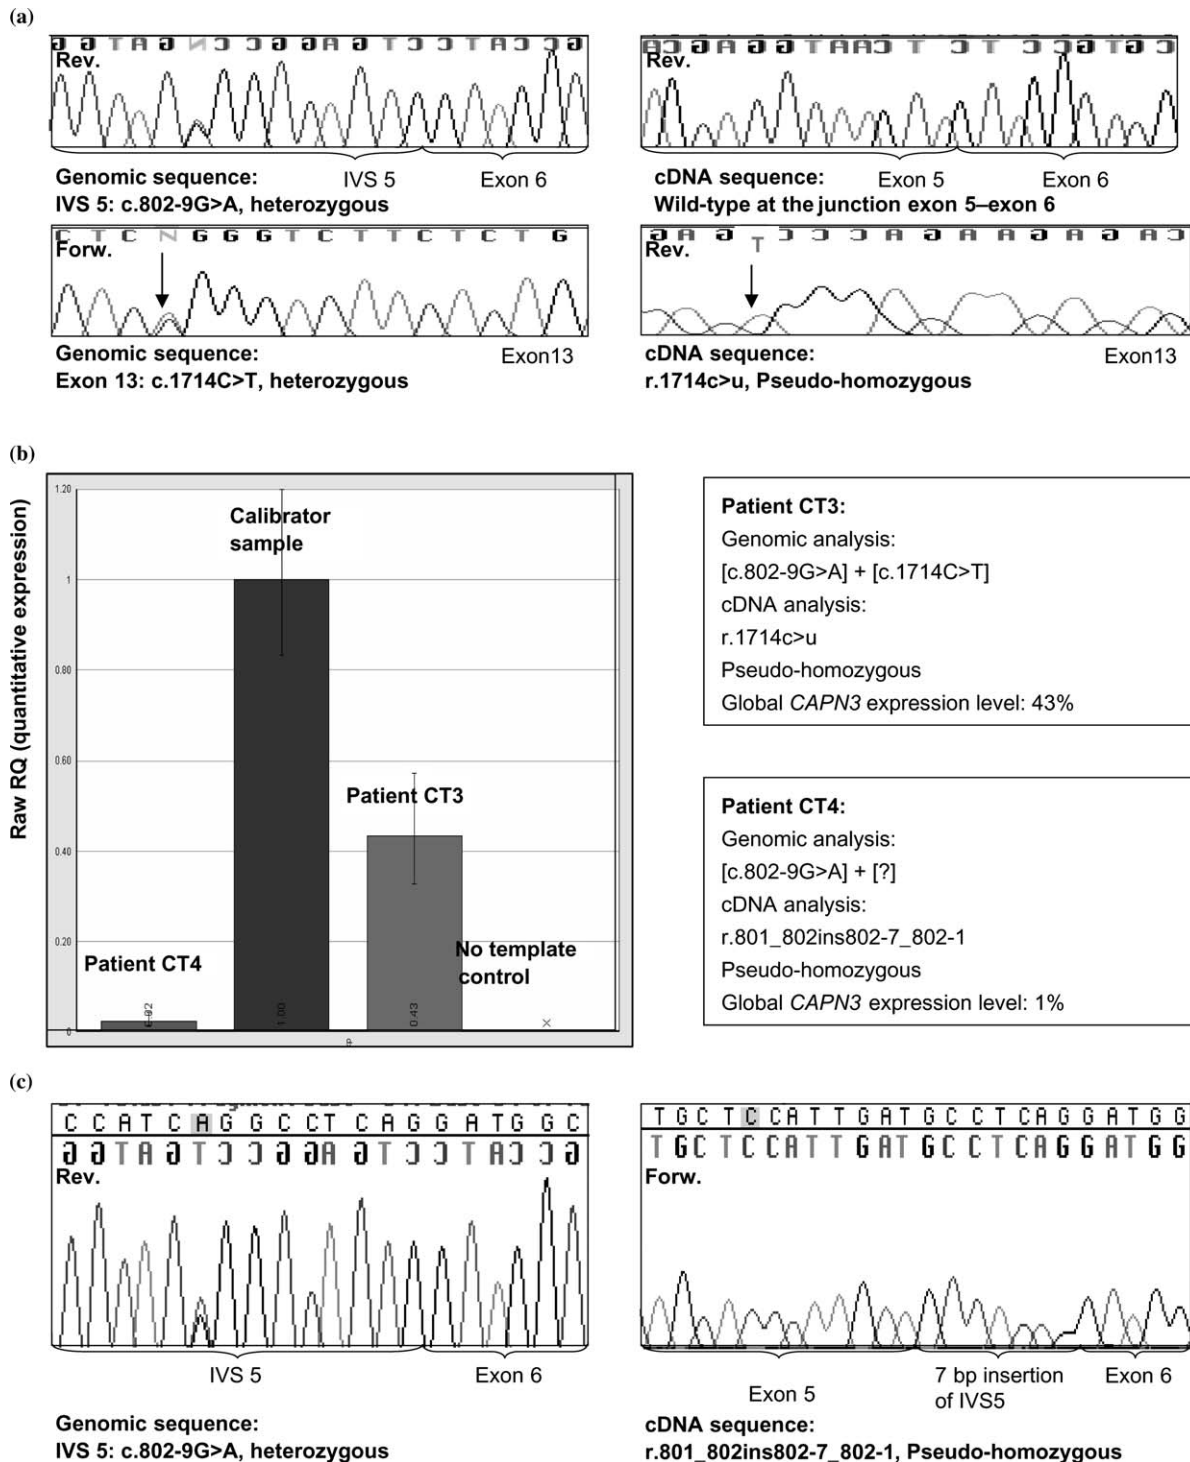 (a)
Rev.
Genomic sequence:
IVS 5
Exon 6
IVS 5: c.802-9G>A, heterozygous
Rev.
cDNA sequence:
Exon 5
Exon 6
Wild-type at the junction exon 5–exon 6
C T C N G G G T C T T C T C T G
Forw.
Genomic sequence:
Exon13
Exon 13: c.1714C>T, heterozygous
Rev.
cDNA sequence:
Exon13
r.1714c>u, Pseudo-homozygous
(b)
Raw RQ (quantitative expression)
1.20
1
0.80
0.60
0.40
0.20
0
Calibrator
sample
Patient CT3
Patient CT4
No template
control
0.02
1.00
0.43
Patient CT3:
Genomic analysis:
[c.802-9G>A] + [c.1714C>T]
cDNA analysis:
r.1714c>u
Pseudo-homozygous
Global CAPN3 expression level: 43%
Patient CT4:
Genomic analysis:
[c.802-9G>A] + [?]
cDNA analysis:
r.801_802ins802-7_802-1
Pseudo-homozygous
Global CAPN3 expression level: 1%
(c)
C C A T C A G G C C T C A G G A T G G C
Rev.
IVS 5
Exon 6
Genomic sequence:
IVS 5: c.802-9G>A, heterozygous
T G C T C C A T T G A T G C C T C A G G A T G G
T G C T C C A T T G A T G C C T C A G G A T G G
Forw.
Exon 5
7 bp insertion
of IVS5
Exon 6
cDNA sequence:
r.801_802ins802-7_802-1, Pseudo-homozygous